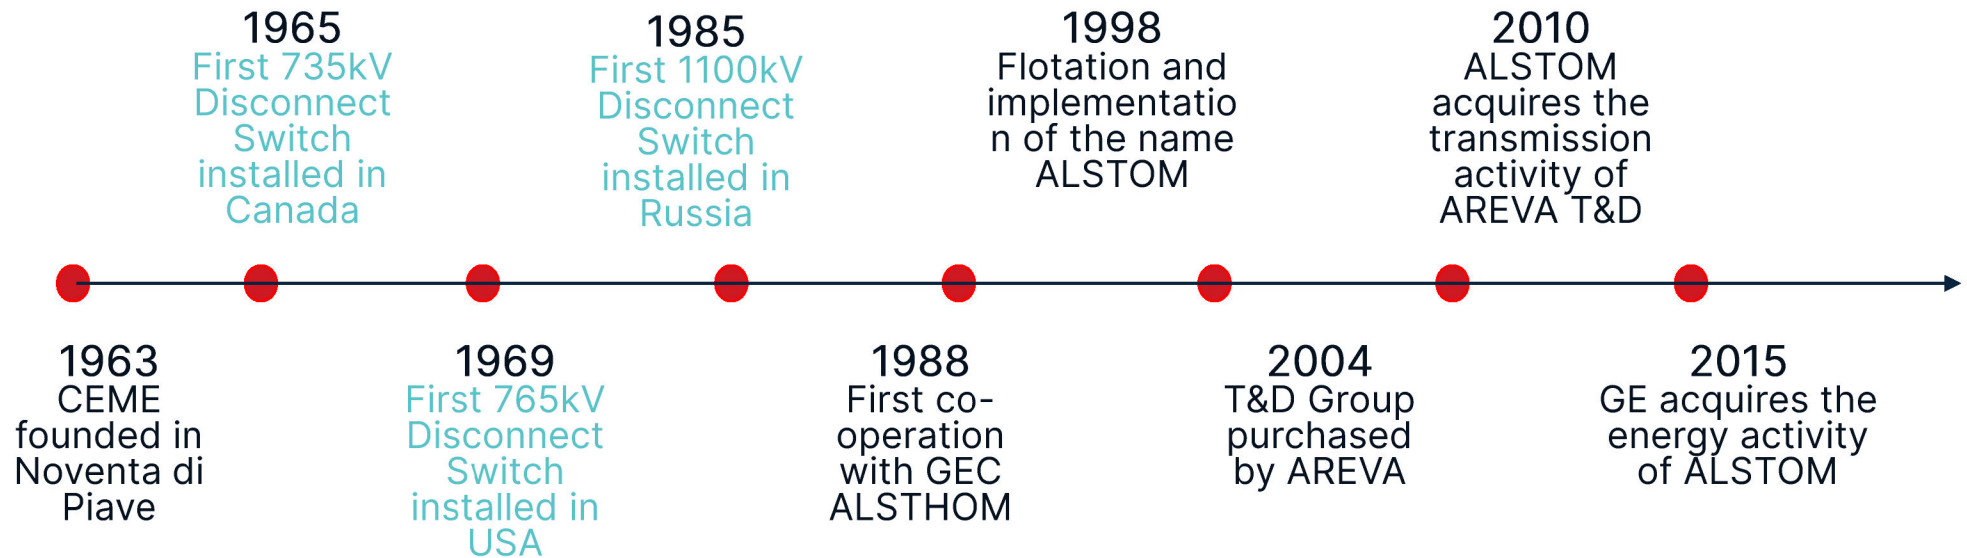 1965
First 735kV
Disconnect
Switch
installed in
Canada
1985
First 1100kV
Disconnect
Switch
installed in
Russia
1998
Flotation and
implementatio
n of the name
ALSTOM
2010
ALSTOM
acquires the
transmission
activity of
AREVA T&D
1963
CEME
founded in
Noventa di
Piave
1969
First 765kV
Disconnect
Switch
installed in
USA
1988
First co-
operation
with GEC
ALSTHOM
2004
T&D Group
purchased
by AREVA
2015
GE acquires the
energy activity
of ALSTOM